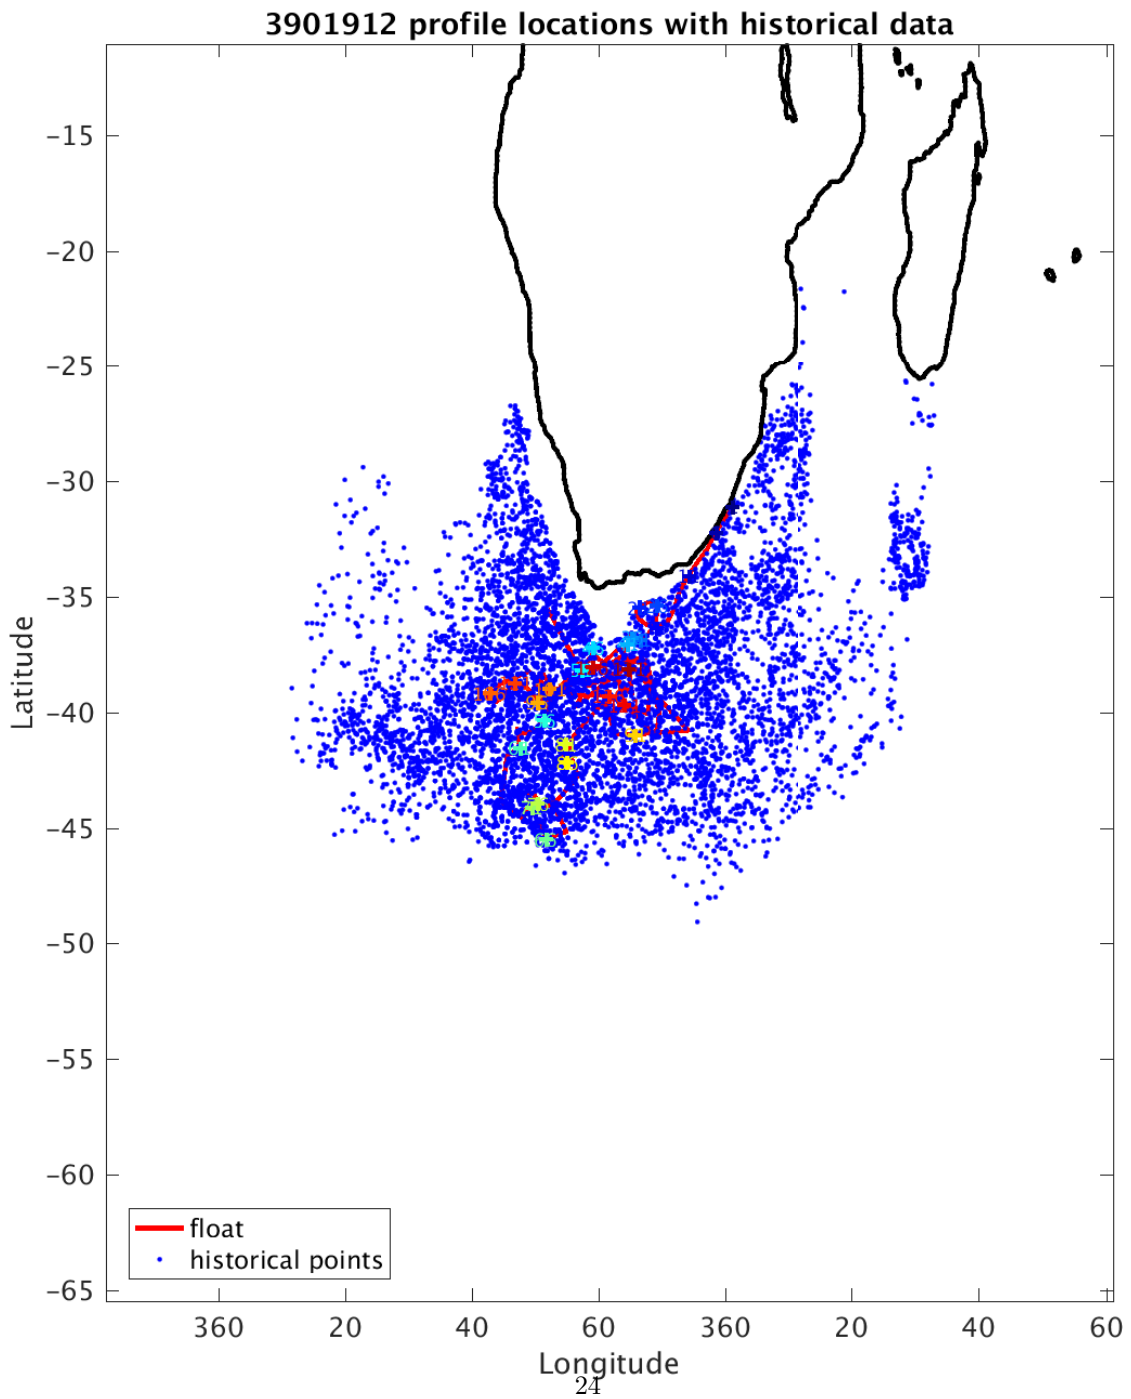 3901912 profile locations with historical data
−15
−20
−25
−30
−35
−40
−45
−50
−55
−60
−65
Latitude
float
historical points
360 20 40 60 360 20 40 60
Longitude
24